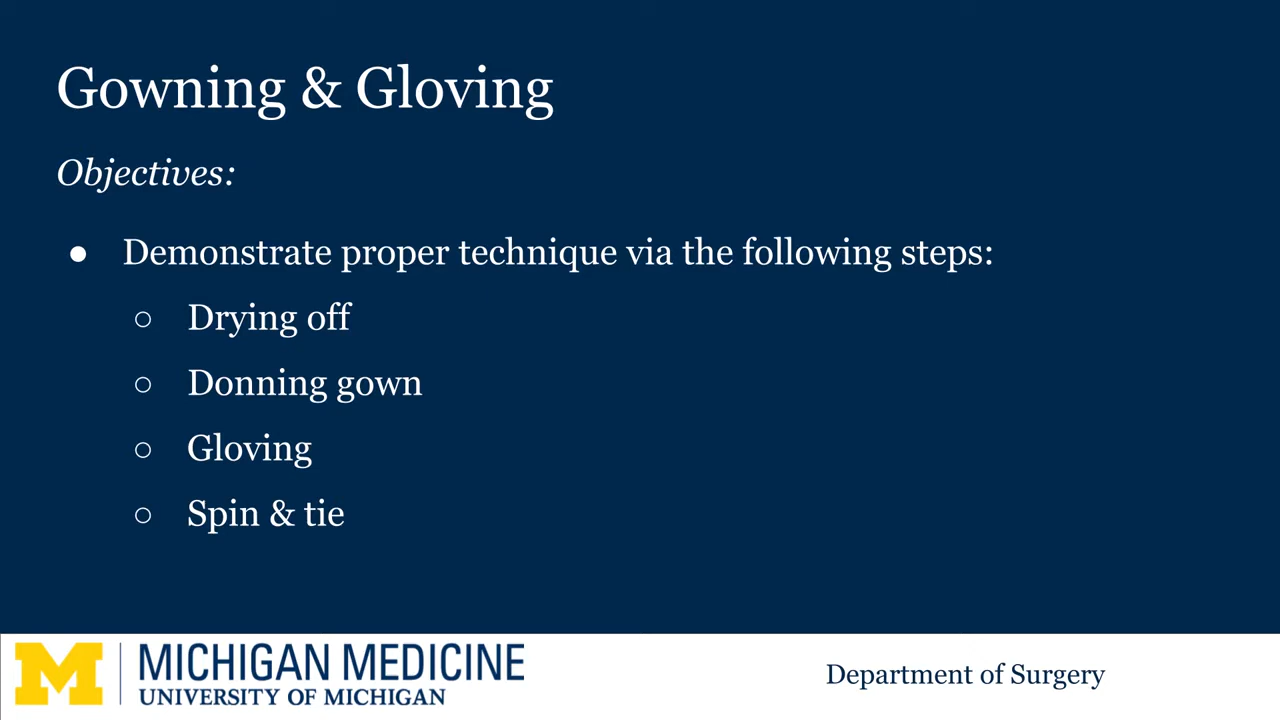 Gowning & Gloving
Objectives:
● Demonstrate proper technique via the following steps:
○ Drying off
○ Donning gown
○ Gloving
○ Spin & tie
M
MICHIGAN MEDICINE
UNIVERSITY OF MICHIGAN
Department of Surgery